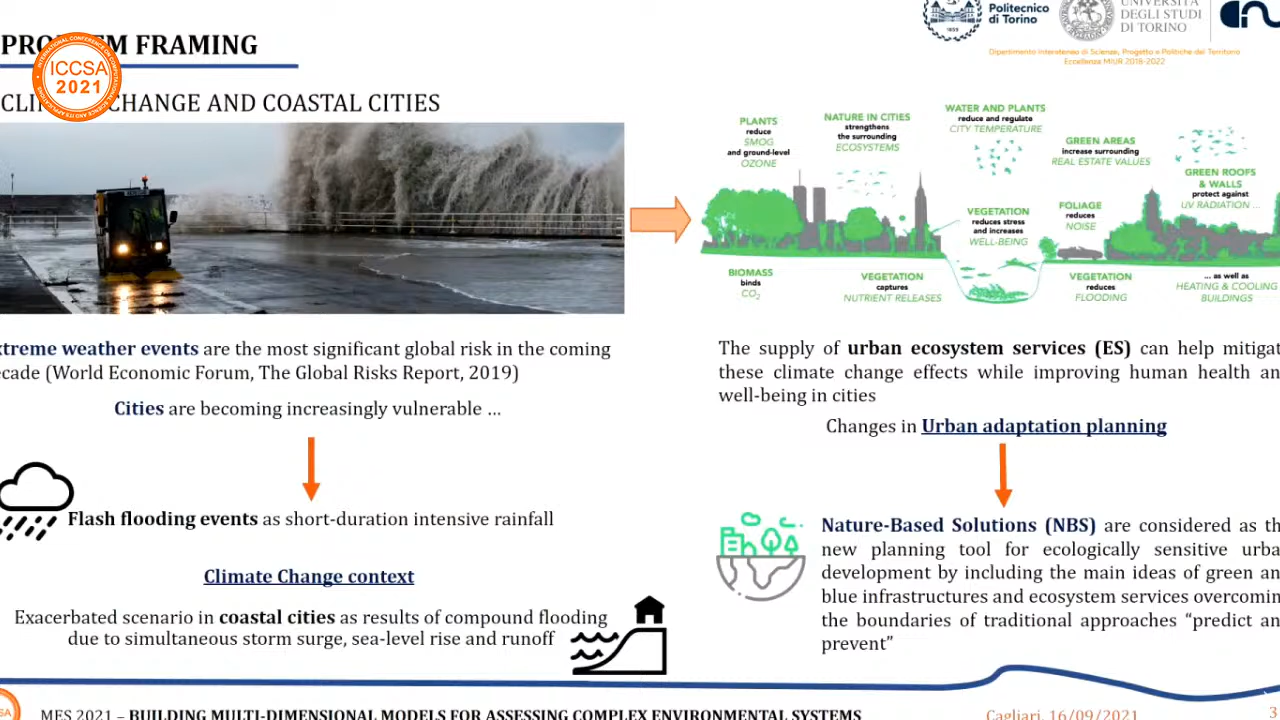 FRAMING
ICCSA
2021
Politecnico
di Torino
1859
UNIVERSITÀ
DEGLI STUDI
DI TORINO
Dipartimento Interateneo di Scienze, Progetto e Politiche del Territorio
Eccellenza MIUR 2018-2022
CHANGE AND COASTAL CITIES
PLANTS
reduce
SMOG
and ground-level
OZONE
NATURE IN CITIES
strengthens
the surrounding
ECOSYSTEMS
WATER AND PLANTS
reduce and regulate
CITY TEMPERATURE
GREEN AREAS
increase surrounding
REAL ESTATE VALUES
GREEN ROOFS
& WALLS
protect against
UV RADIATION ...
VEGETATION
reduces stress
and increases
WELL-BEING
FOLIAGE
reduces
NOISE
BIOMASS
binds
CO2
VEGETATION
captures
NUTRIENT RELEASES
VEGETATION
reduces
FLOODING
... as well as
HEATING & COOLING
BUILDINGS
xtreme weather events are the most significant global risk in the coming
ecade (World Economic Forum, The Global Risks Report, 2019)
Cities are becoming increasingly vulnerable …
Flash flooding events as short-duration intensive rainfall
Climate Change context
Exacerbated scenario in coastal cities as results of compound flooding
due to simultaneous storm surge, sea-level rise and runoff
The supply of urban ecosystem services (ES) can help mitigat
these climate change effects while improving human health an
well-being in cities
Changes in Urban adaptation planning
Nature-Based Solutions (NBS) are considered as th
new planning tool for ecologically sensitive urba
development by including the main ideas of green an
blue infrastructures and ecosystem services overcomin
the boundaries of traditional approaches “predict an
prevent”
MES 2021 – BUILDING MULTI-DIMENSIONAL MODELS FOR ASSESSING COMPLEX ENVIRONMENTAL SYSTEMS
Cagliari, 16/09/2021
3